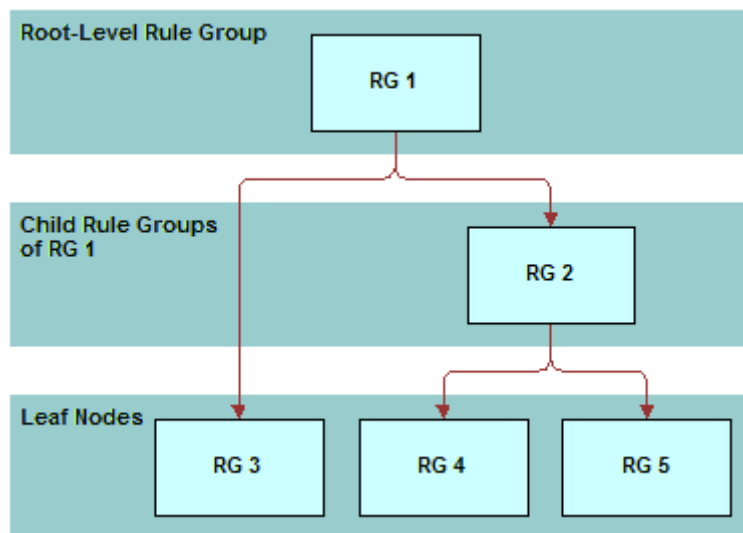 Root-Level Rule Group
RG 1
Child Rule Groups
of RG 1
RG 2
Leaf Nodes
RG 3
RG 4
RG 5